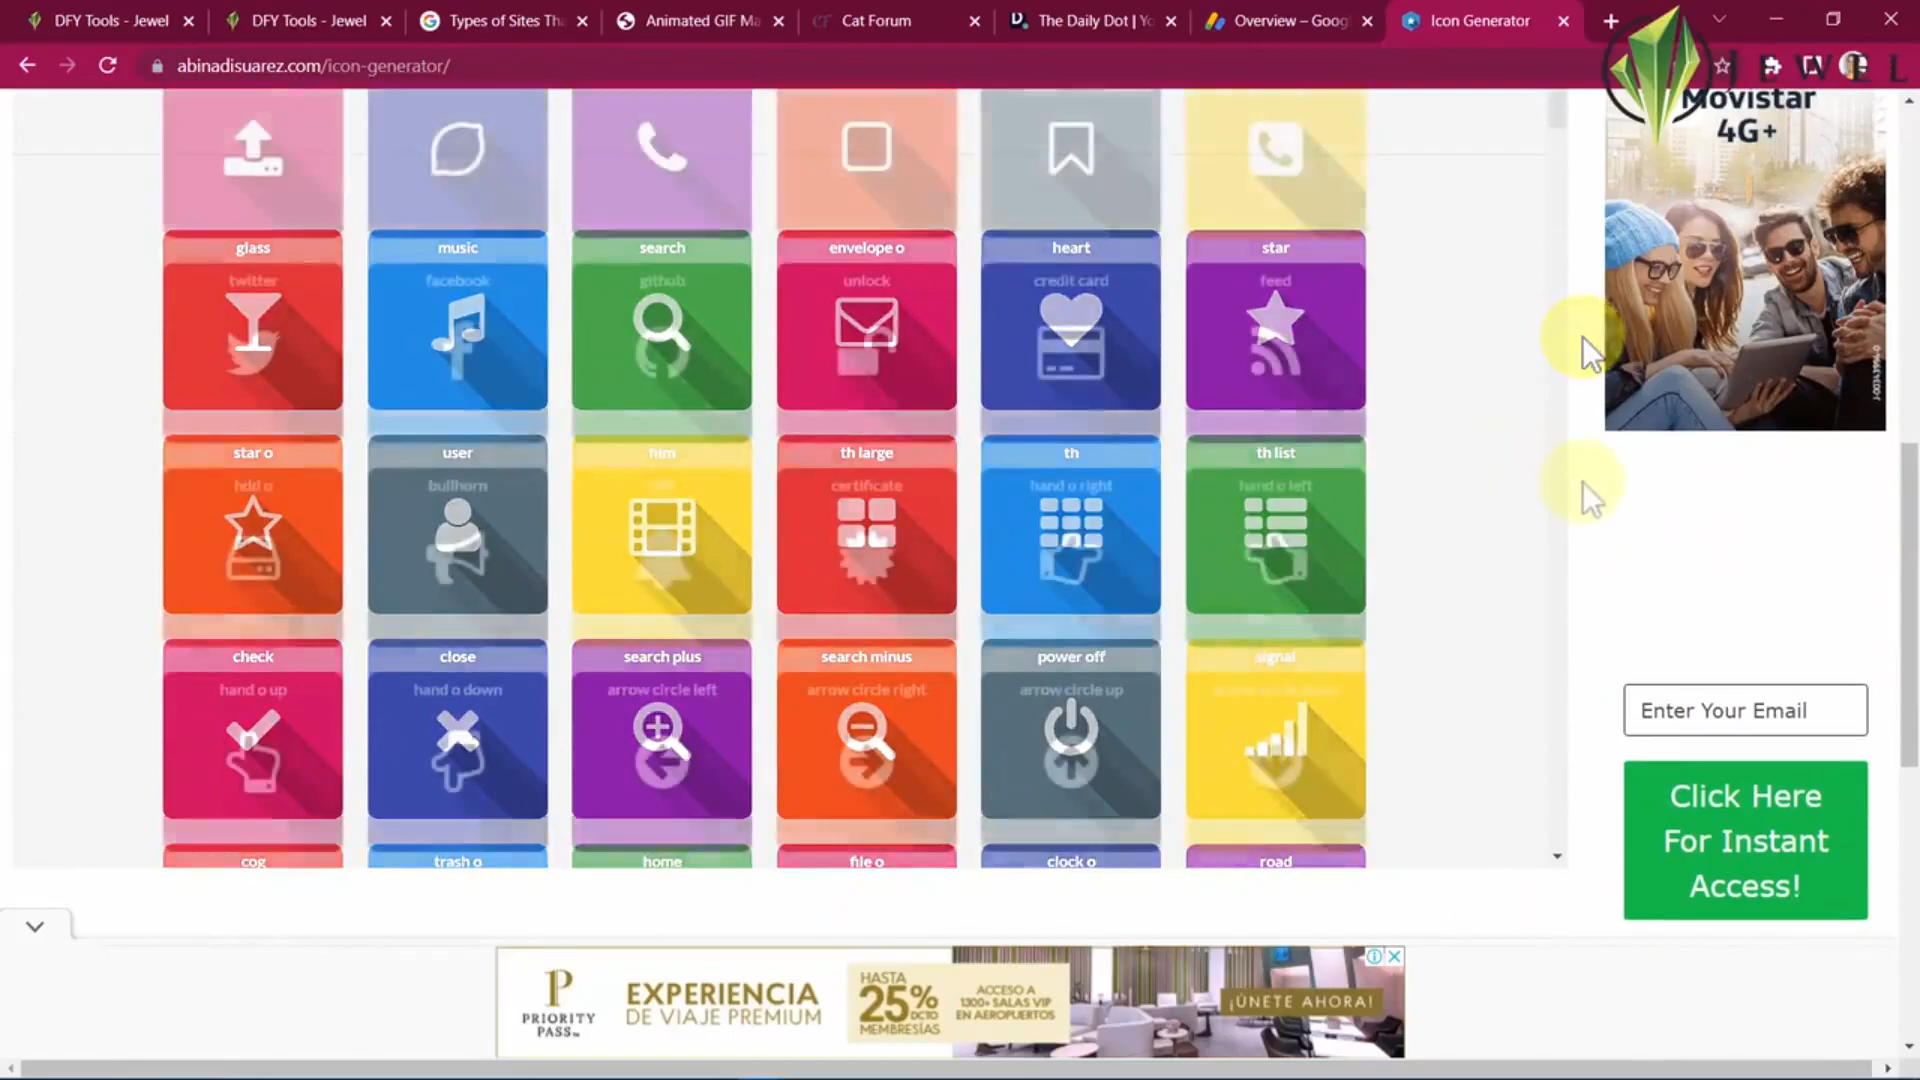 DFY Tools - Jewel
DFY Tools - Jewel
Types of Sites Tha
Animated GIF Ma
Cat Forum
The Daily Dot | Yo
Overview – Goog
Icon Generator
abinadisuarez.com/icon-generator/
JEWEL
Movistar
4G+
glass
music
search
envelope o
heart
star
twitter
facebook
github
unlock
credit card
feed
star o
user
film
th large
th
th list
hdd o
bullhorn
certificate
hand o right
hand o left
check
close
search plus
search minus
power off
signal
hand o up
hand o down
arrow circle left
arrow circle right
arrow circle up
cog
trash o
home
file o
clock o
road
Enter Your Email
Click Here
For Instant
Access!
PRIORITY
PASS
EXPERIENCIA
DE VIAJE PREMIUM
HASTA
25%
DCTO
MEMBRESÍAS
ACCESO A
1300+ SALAS VIP
EN AEROPUERTOS
¡ÚNETE AHORA!